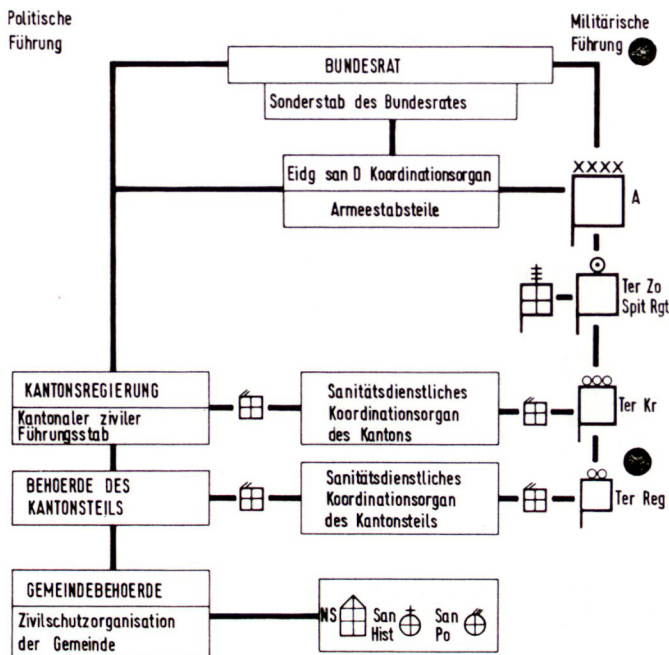 Politische
Führung
Militärische
Führung
BUNDESRAT
Sonderstab des Bundesrates
Eidg san D Koordinationsorgan
Armeestabsteile
XXXX
A
Ter Zo
Spit Rgt
KANTONSREGIERUNG
Kantonaler ziviler
Führungsstab
Sanitätsdienstliches
Koordinationsorgan
des Kantons
Ter Kr
BEHOERDE DES
KANTONSTEILS
Sanitätsdienstliches
Koordinationsorgan
des Kantonsteils
Ter Reg
GEMEINDEBEHOERDE
Zivilschutzorganisation
der Gemeinde
NS
San
Hist
San
Po